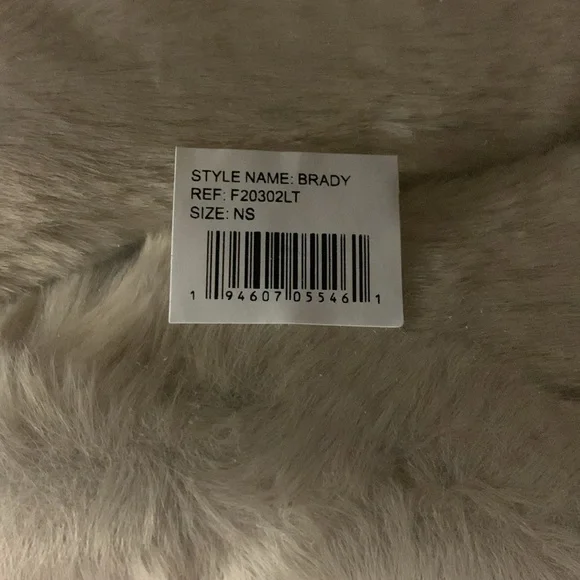 STYLE NAME: BRADY
REF: F20302LT
SIZE: NS
1 94607 05546 1